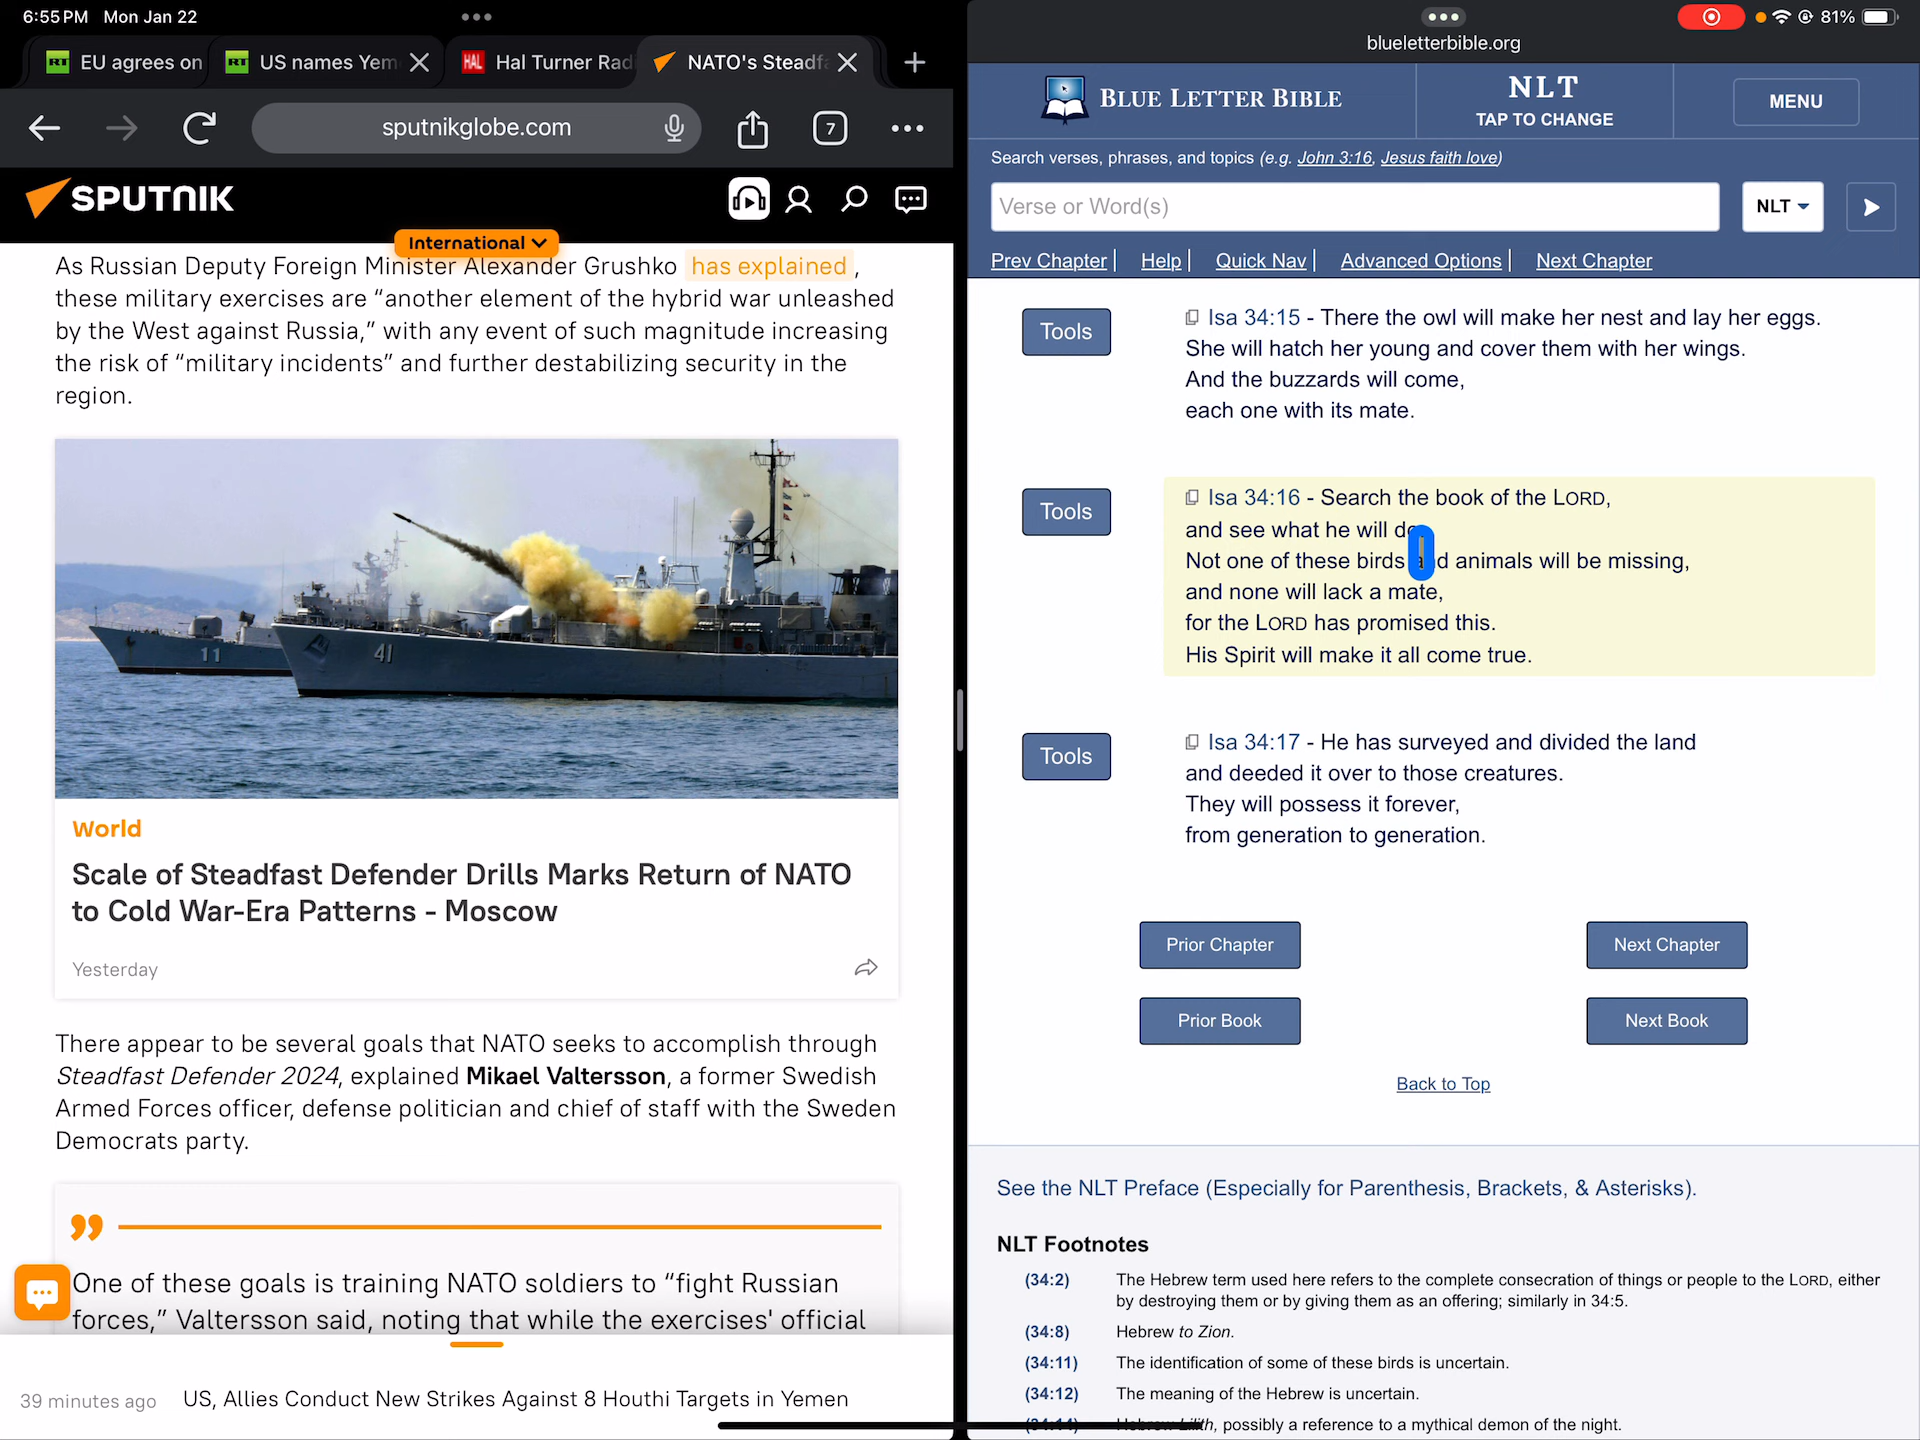 6:55 PM Mon Jan 22
EU agrees on
US names Yem
HAL Hal Turner Rad
NATO's Steadf
sputnikglobe.com
7
SPUTNIK
International
As Russian Deputy Foreign Minister Alexander Grushko has explained,
these military exercises are “another element of the hybrid war unleashed
by the West against Russia,” with any event of such magnitude increasing
the risk of “military incidents” and further destabilizing security in the
region.
11
41
World
Scale of Steadfast Defender Drills Marks Return of NATO
to Cold War-Era Patterns - Moscow
Yesterday
There appear to be several goals that NATO seeks to accomplish through
Steadfast Defender 2024, explained Mikael Valtersson, a former Swedish
Armed Forces officer, defense politician and chief of staff with the Sweden
Democrats party.
One of these goals is training NATO soldiers to “fight Russian
forces,” Valtersson said, noting that while the exercises' official
39 minutes ago US, Allies Conduct New Strikes Against 8 Houthi Targets in Yemen
81%
blueletterbible.org
BLUE LETTER BIBLE
NLT
TAP TO CHANGE
MENU
Search verses, phrases, and topics (e.g. John 3:16, Jesus faith love)
Verse or Word(s)
NLT
Prev Chapter | Help | Quick Nav | Advanced Options | Next Chapter
Tools
Isa 34:15 - There the owl will make her nest and lay her eggs.
She will hatch her young and cover them with her wings.
And the buzzards will come,
each one with its mate.
Tools
Isa 34:16 - Search the book of the LORD,
and see what he will do
Not one of these birds and animals will be missing,
and none will lack a mate,
for the LORD has promised this.
His Spirit will make it all come true.
Tools
Isa 34:17 - He has surveyed and divided the land
and deeded it over to those creatures.
They will possess it forever,
from generation to generation.
Prior Chapter
Next Chapter
Prior Book
Next Book
Back to Top
See the NLT Preface (Especially for Parenthesis, Brackets, & Asterisks).
NLT Footnotes
(34:2) The Hebrew term used here refers to the complete consecration of things or people to the LORD, either
by destroying them or by giving them as an offering; similarly in 34:5.
(34:8) Hebrew to Zion.
(34:11) The identification of some of these birds is uncertain.
(34:12) The meaning of the Hebrew is uncertain.
(34:14) Hebrew Lilith, possibly a reference to a mythical demon of the night.